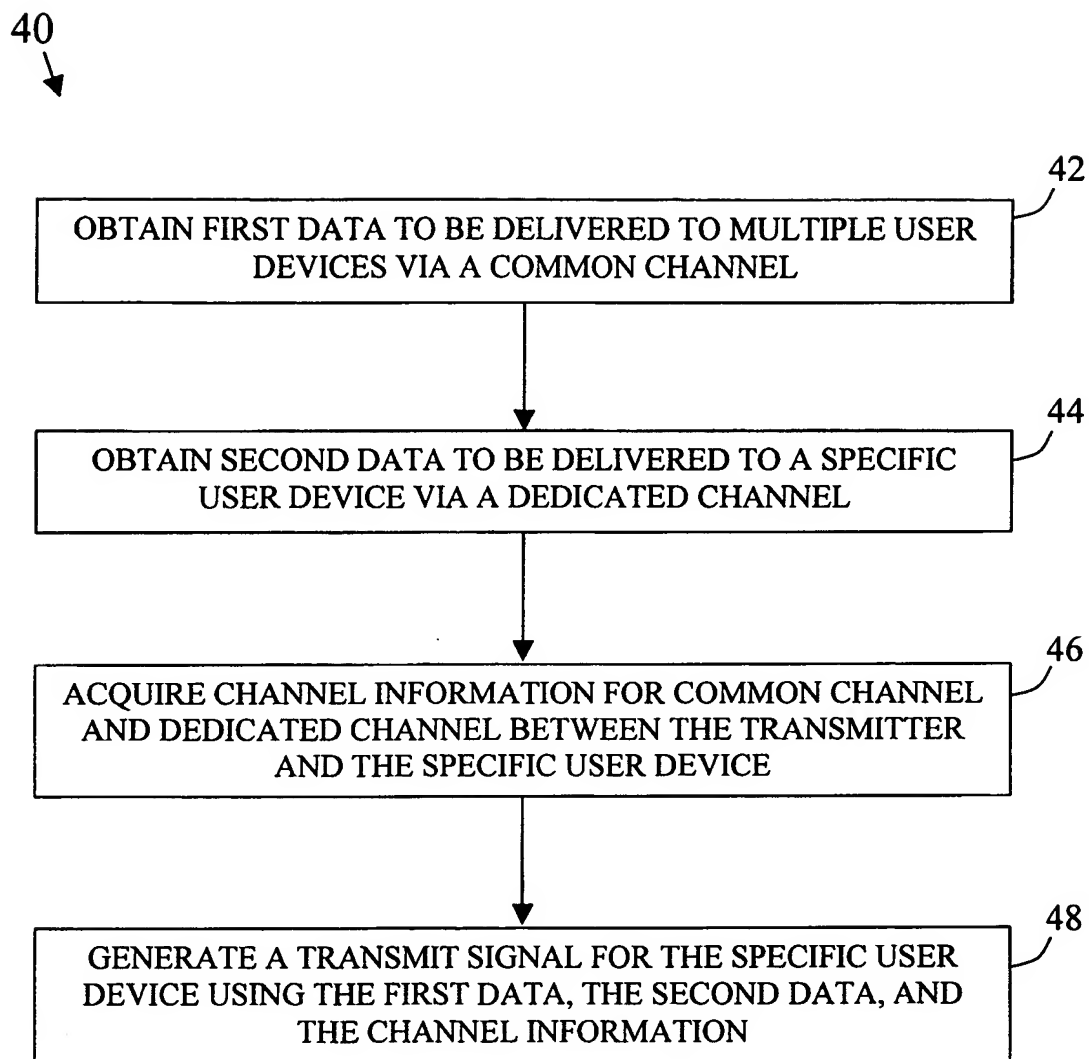 40
42
OBTAIN FIRST DATA TO BE DELIVERED TO MULTIPLE USER
DEVICES VIA A COMMON CHANNEL
44
OBTAIN SECOND DATA TO BE DELIVERED TO A SPECIFIC
USER DEVICE VIA A DEDICATED CHANNEL
46
ACQUIRE CHANNEL INFORMATION FOR COMMON CHANNEL
AND DEDICATED CHANNEL BETWEEN THE TRANSMITTER
AND THE SPECIFIC USER DEVICE
48
GENERATE A TRANSMIT SIGNAL FOR THE SPECIFIC USER
DEVICE USING THE FIRST DATA, THE SECOND DATA, AND
THE CHANNEL INFORMATION